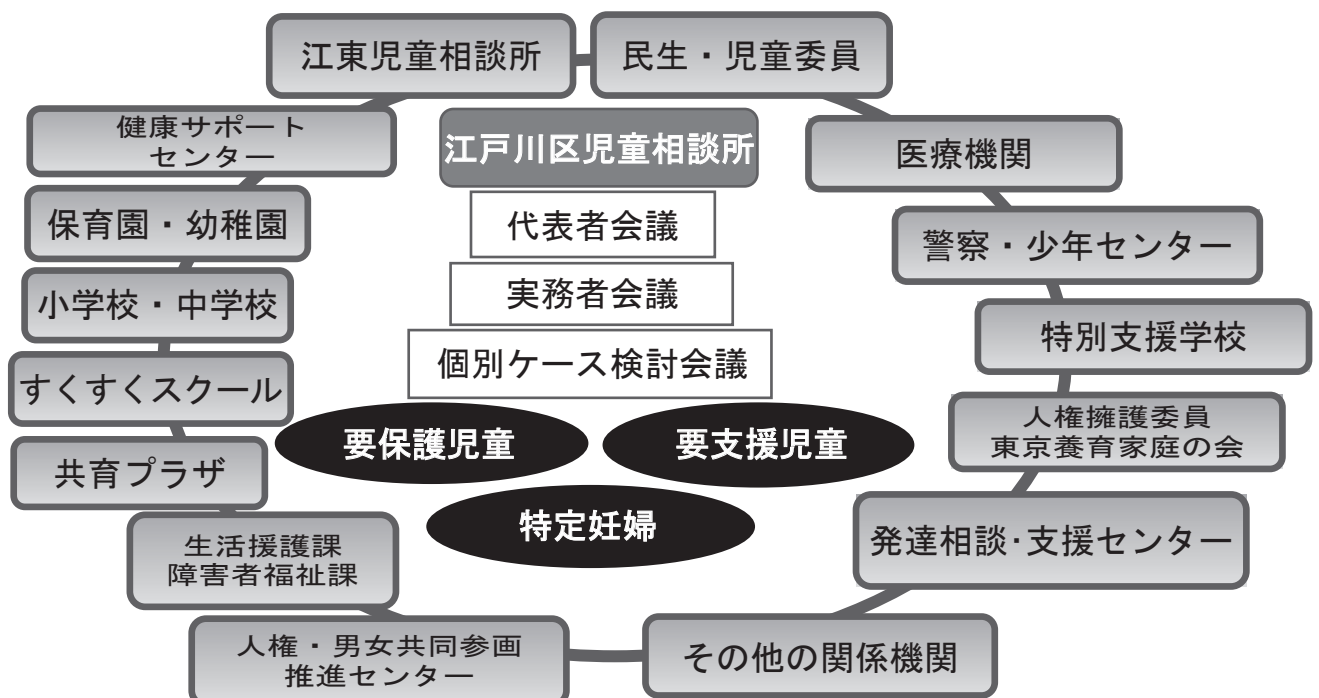 江東児童相談所
民生・児童委員
健康サポート
センター
江戸川区児童相談所
医療機関
保育園・幼稚園
代表者会議
警察・少年センター
小学校・中学校
実務者会議
特別支援学校
すくすくスクール
個別ケース検討会議
人権擁護委員
東京養育家庭の会
共育プラザ
要保護児童
要支援児童
特定妊婦
発達相談・支援センター
生活援護課
障害者福祉課
人権・男女共同参画
推進センター
その他の関係機関